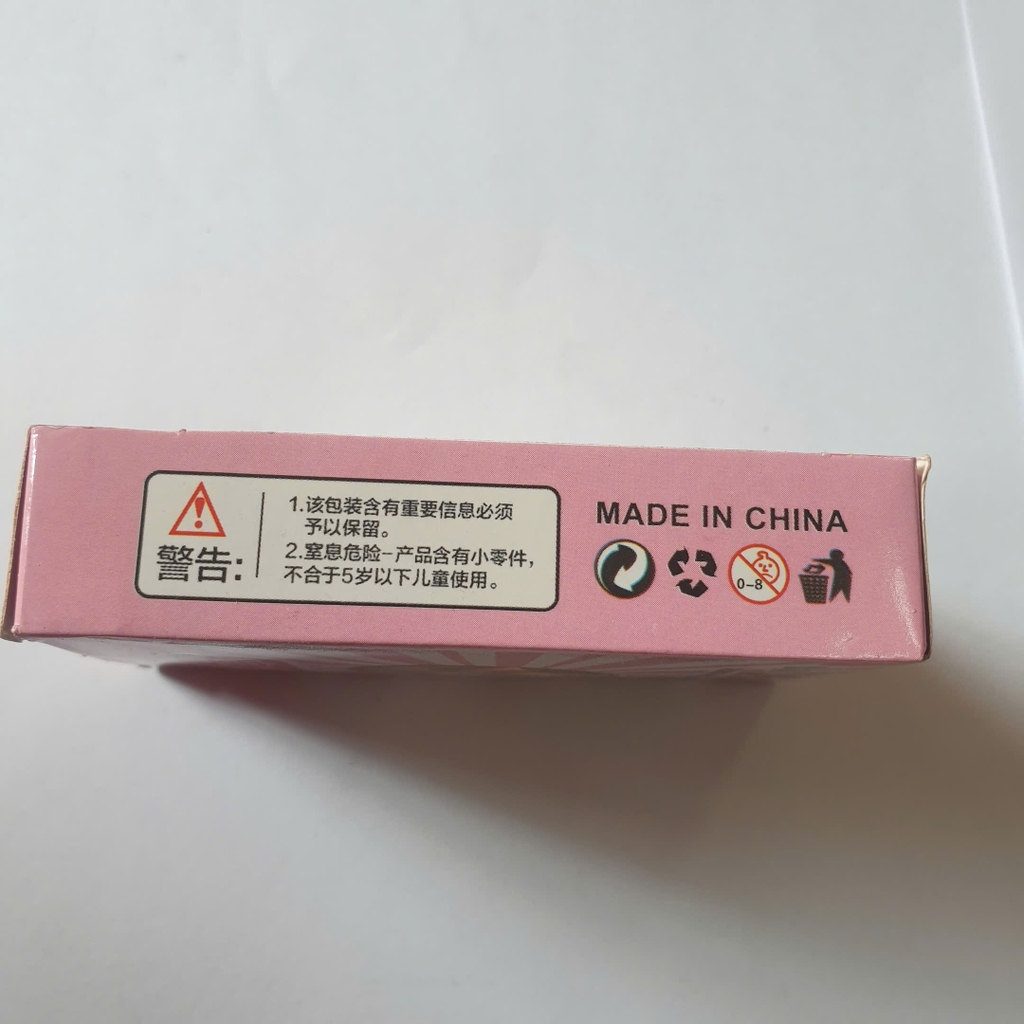 警告:
1.该包装含有重要信息必须
予以保留。
2.窒息危险-产品含有小零件,
不合于5岁以下儿童使用。
MADE IN CHINA
0-8